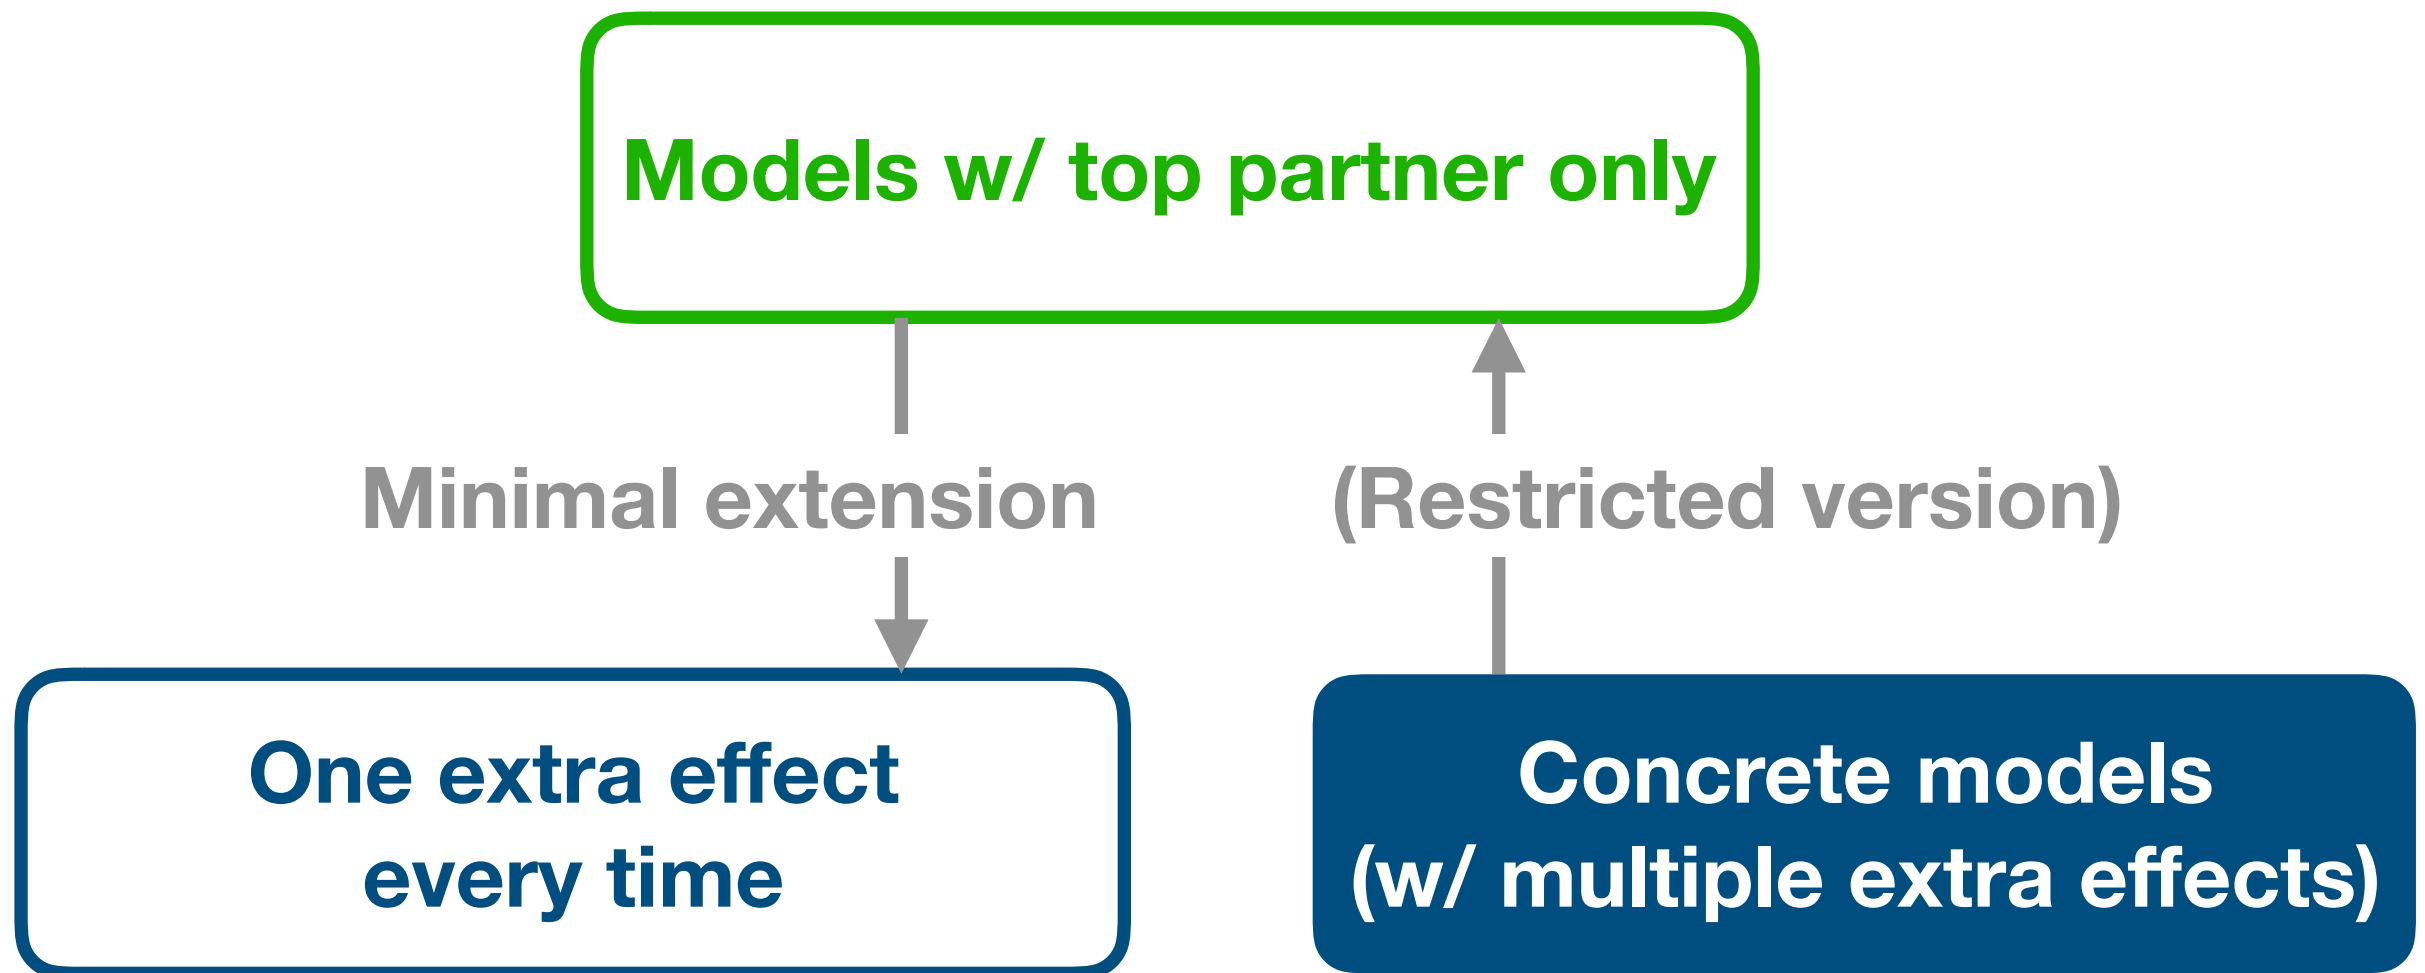 Models w/ top partner only
Minimal extension
(Restricted version)
One extra effect
every time
Concrete models
(w/ multiple extra effects)